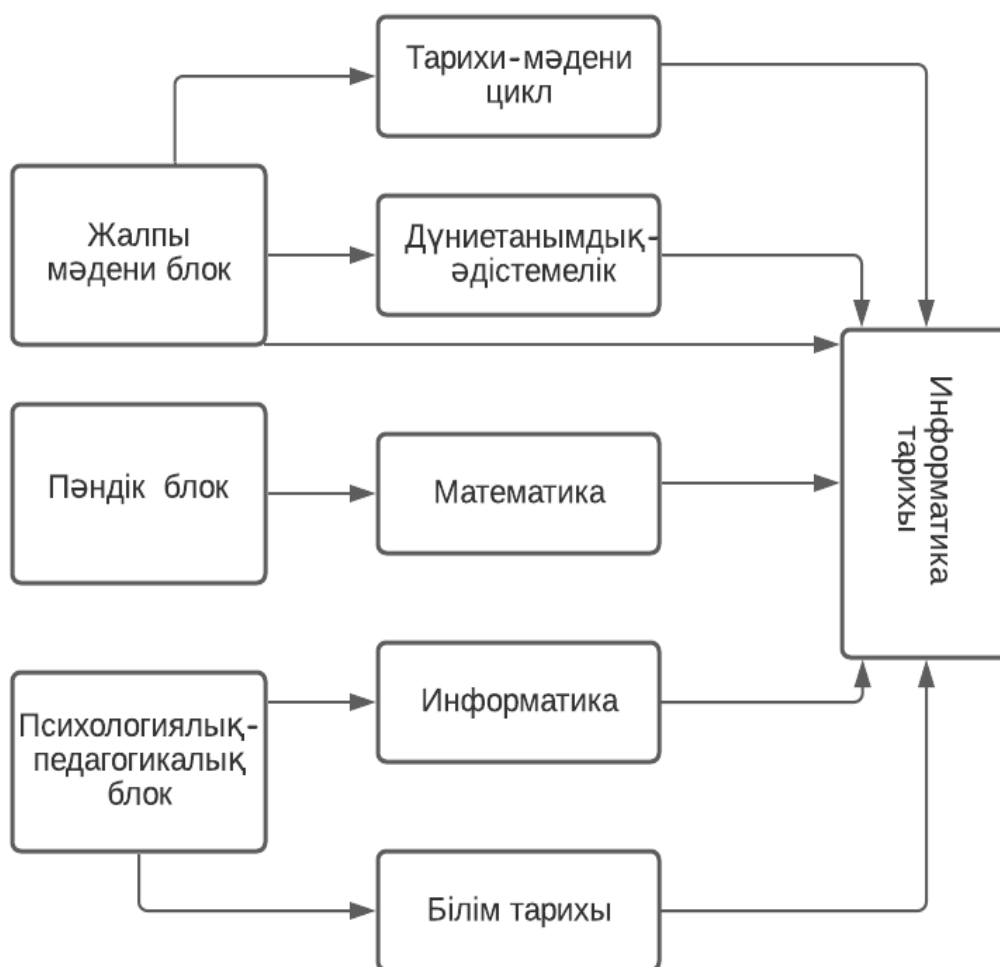 Тарихи-мәдени
цикл
Жалпы
мәдени блок
Дүниетанымдық-
әдістемелік
Информатика
тарихы
Пәндік блок
Математика
Психологиялық-
педагогикалық
блок
Информатика
Білім тарихы